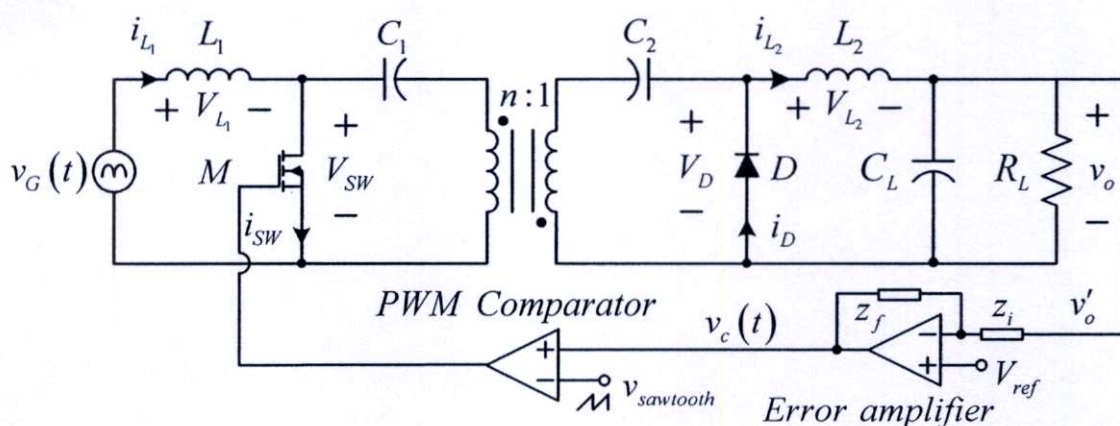 i_{L_1} L_1 C_1 C_2 i_{L_2} L_2
+ V_{L_1} − n:1 + V_{L_2} −
v_G(t) M + V_{SW} − + V_D − D C_L R_L + v_o −
i_{SW} i_D
PWM Comparator v_c(t) z_f z_i v'_o
+ − v_{sawtooth} − + V_{ref}
Error amplifier